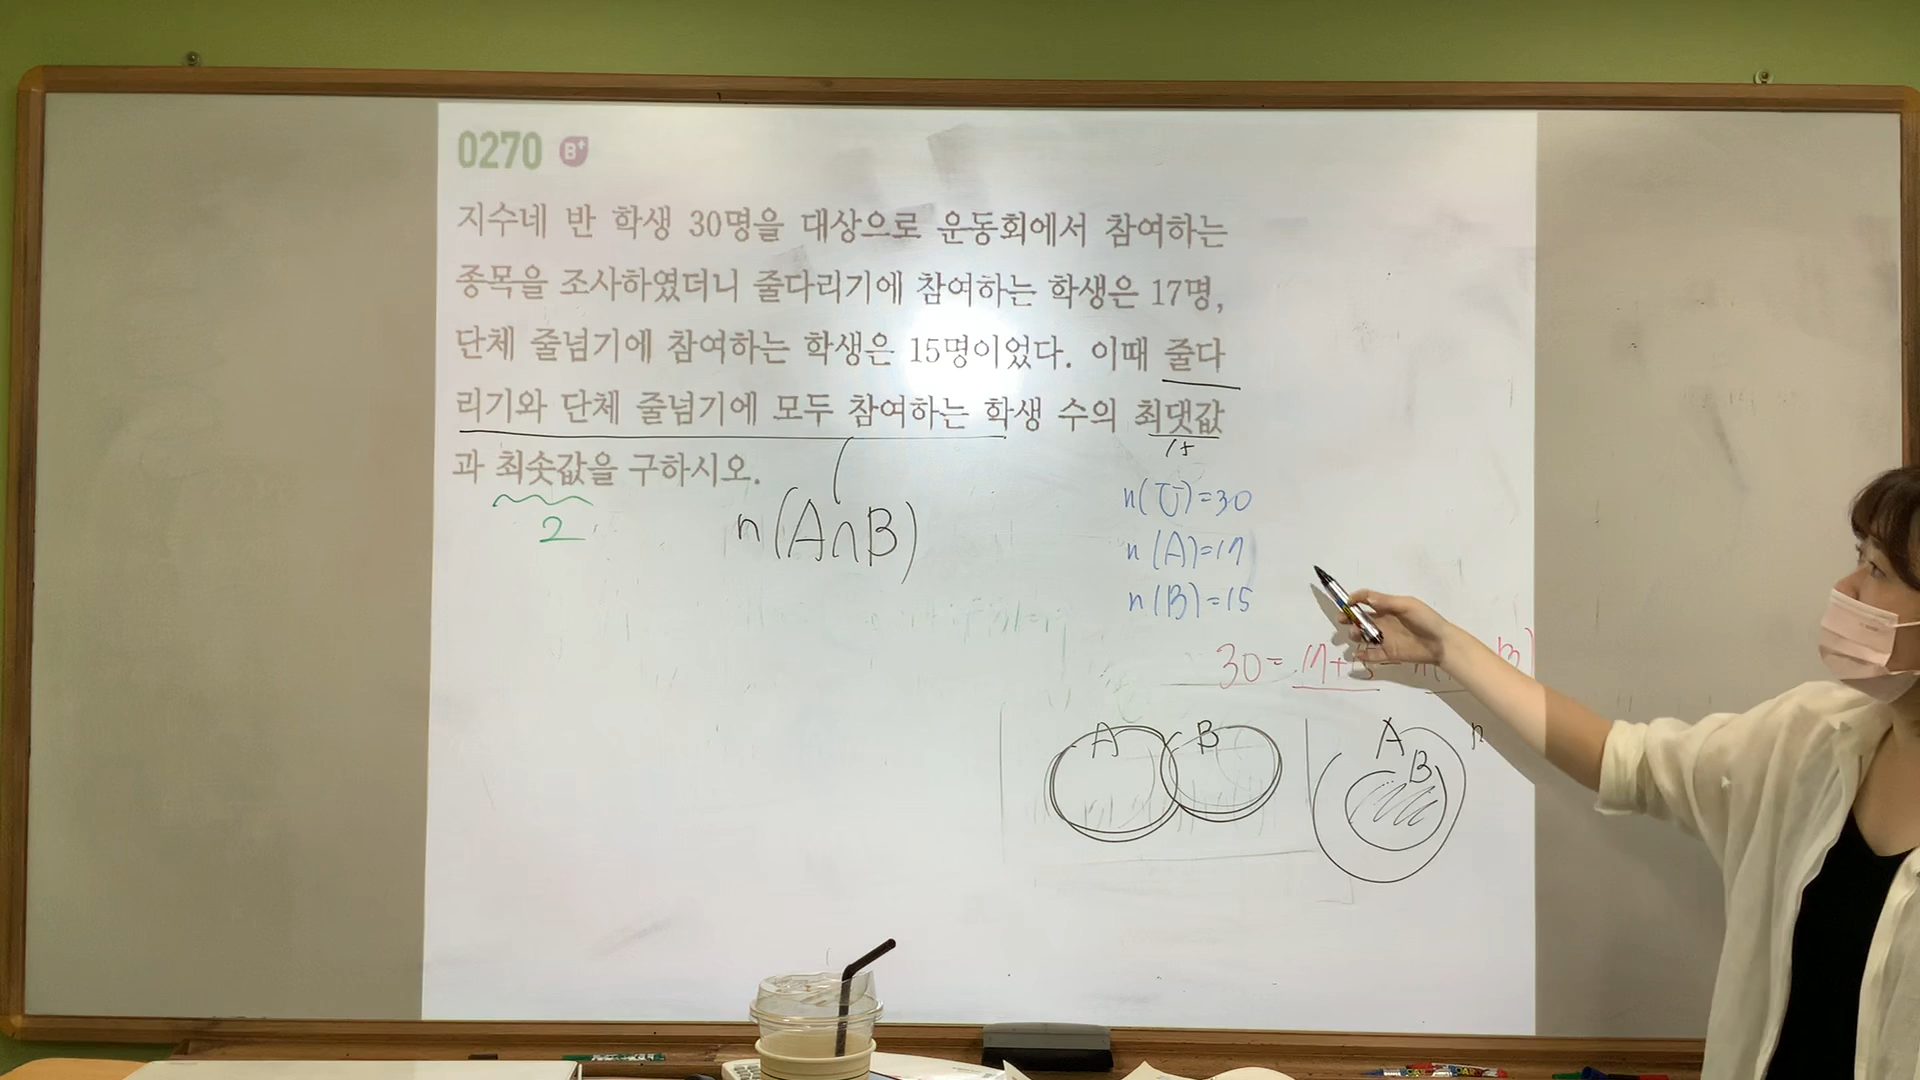 0270 B+
지수네 반 학생 30명을 대상으로 운동회에서 참여하는
종목을 조사하였더니 줄다리기에 참여하는 학생은 17명,
단체 줄넘기에 참여하는 학생은 15명이었다. 이때 줄다
리기와 단체 줄넘기에 모두 참여하는 학생 수의 최댓값
15
과 최솟값을 구하시오.
2
n(A∩B)
n(U)=30
n(A)=17
n(B)=15
30=17+15-
B)
A B
A
B
n